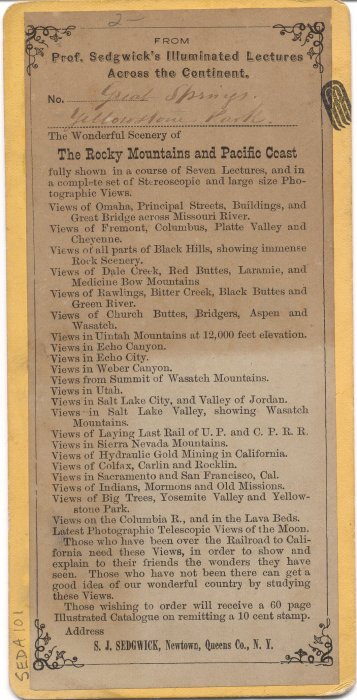 2-
FROM
Prof. Sedgwick's Illuminated Lectures
Across the Continent.
No. Great Springs.
Yellowstone Park.
The Wonderful Scenery of
The Rocky Mountains and Pacific Coast
fully shown in a course of Seven Lectures, and in
a complete set of Stereoscopic and large size Pho-
tographic Views.
Views of Omaha, Principal Streets, Buildings, and
Great Bridge across Missouri River.
Views of Fremont, Columbus, Platte Valley and
Cheyenne.
Views of all parts of Black Hills, showing immense
Rock Scenery.
Views of Dale Creek, Red Buttes, Laramie, and
Medicine Bow Mountains
Views of Rawlings, Bitter Creek, Black Buttes and
Green River.
Views of Church Buttes, Bridgers, Aspen and
Wasatch.
Views in Uintah Mountains at 12,000 feet elevation.
Views in Echo Canyon.
Views in Echo City.
Views in Weber Canyon.
Views from Summit of Wasatch Mountains.
Views in Utah.
Views in Salt Lake City, and Valley of Jordan.
Views in Salt Lake Valley, showing Wasatch
Mountains.
Views of Laying Last Rail of U. P. and C. P. R. R.
Views in Sierra Nevada Mountains.
Views of Hydraulic Gold Mining in California.
Views of Colfax, Carlin and Rocklin.
Views in Sacramento and San Francisco, Cal.
Views of Indians, Mormons and Old Missions.
Views of Big Trees, Yosemite Valley and Yellow-
stone Park.
Views on the Columbia R., and in the Lava Beds.
Latest Photographic Telescopic Views of the Moon.
Those who have been over the Railroad to Cali-
fornia need these Views, in order to show and
explain to their friends the wonders they have
seen. Those who have not been there can get a
good idea of our wonderful country by studying
these Views.
Those wishing to order will receive a 60 page
Illustrated Catalogue on remitting a 10 cent stamp.
Address
S. J. SEDGWICK, Newtown, Queens Co., N. Y.
SEDA101